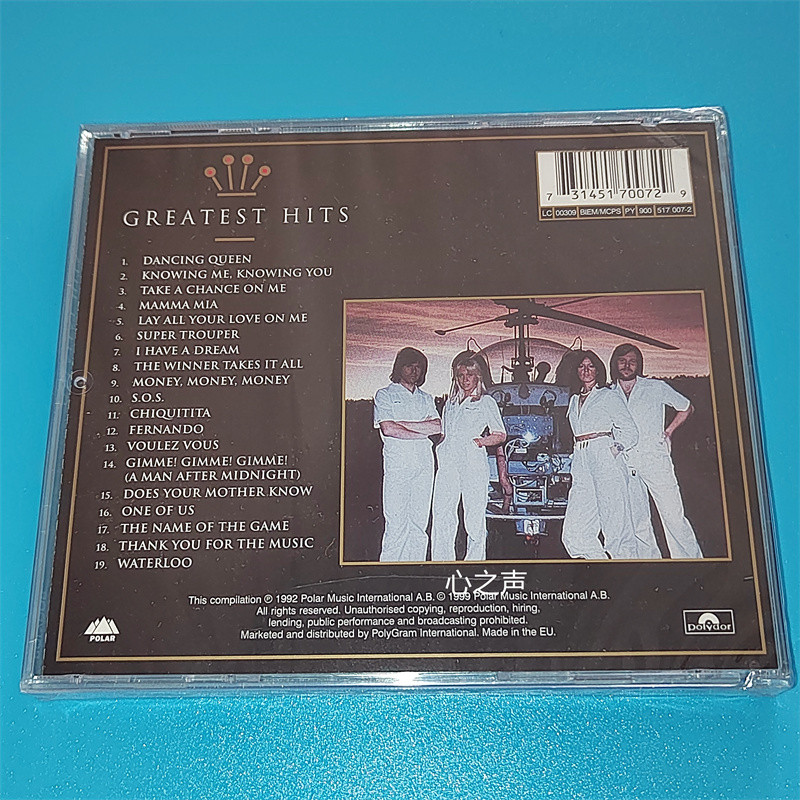 GREATEST HITS
1. DANCING QUEEN
2. KNOWING ME, KNOWING YOU
3. TAKE A CHANCE ON ME
4. MAMMA MIA
5. LAY ALL YOUR LOVE ON ME
6. SUPER TROUPER
7. I HAVE A DREAM
8. THE WINNER TAKES IT ALL
9. MONEY, MONEY, MONEY
10. S.O.S.
11. CHIQUITITA
12. FERNANDO
13. VOULEZ VOUS
14. GIMME! GIMME! GIMME!
(A MAN AFTER MIDNIGHT)
15. DOES YOUR MOTHER KNOW
16. ONE OF US
17. THE NAME OF THE GAME
18. THANK YOU FOR THE MUSIC
19. WATERLOO
7 31451 70072 9
LC 00309 BIEM/MCPS PY 900 517 007-2
心之声
This compilation ℗ 1992 Polar Music International A.B. © 1999 Polar Music International A.B.
All rights reserved. Unauthorised copying, reproduction, hiring,
lending, public performance and broadcasting prohibited.
Marketed and distributed by PolyGram International. Made in the EU.
POLAR
polydor